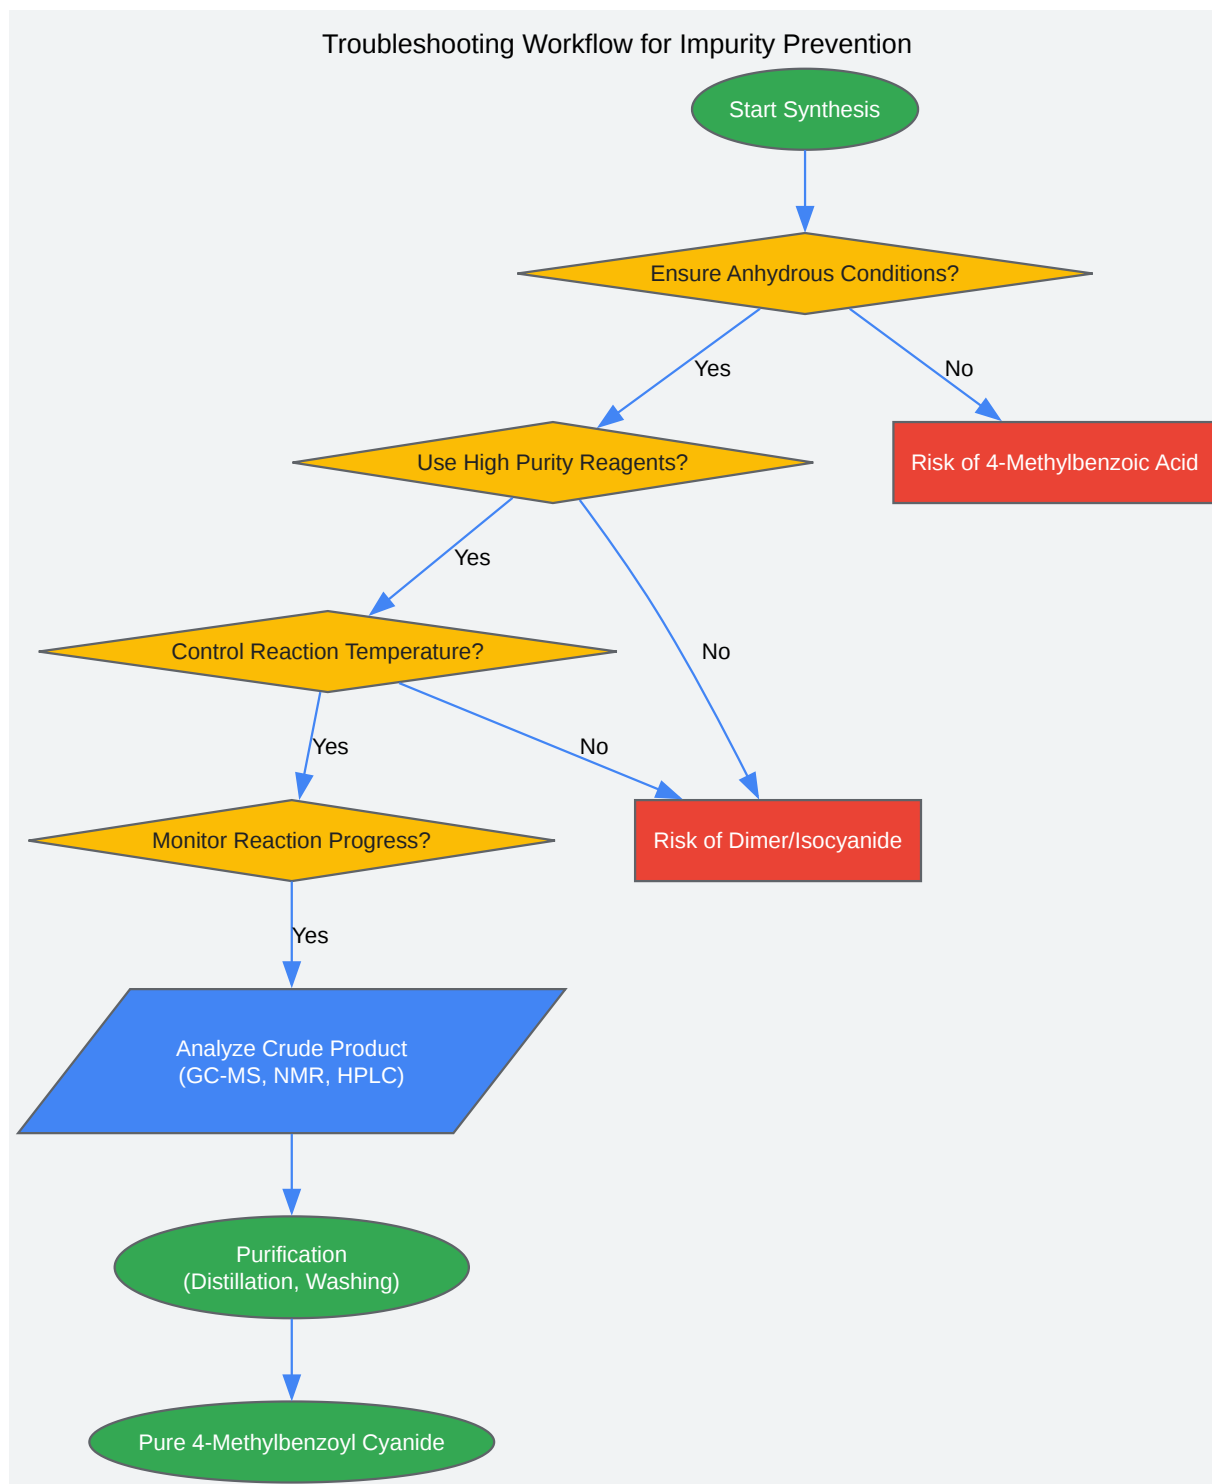 Troubleshooting Workflow for Impurity Prevention
Start Synthesis
Ensure Anhydrous Conditions?
Yes
No
Use High Purity Reagents?
Risk of 4-Methylbenzoic Acid
Yes
Control Reaction Temperature?
No
Yes
No
Monitor Reaction Progress?
Risk of Dimer/Isocyanide
Yes
Analyze Crude Product
(GC-MS, NMR, HPLC)
Purification
(Distillation, Washing)
Pure 4-Methylbenzoyl Cyanide